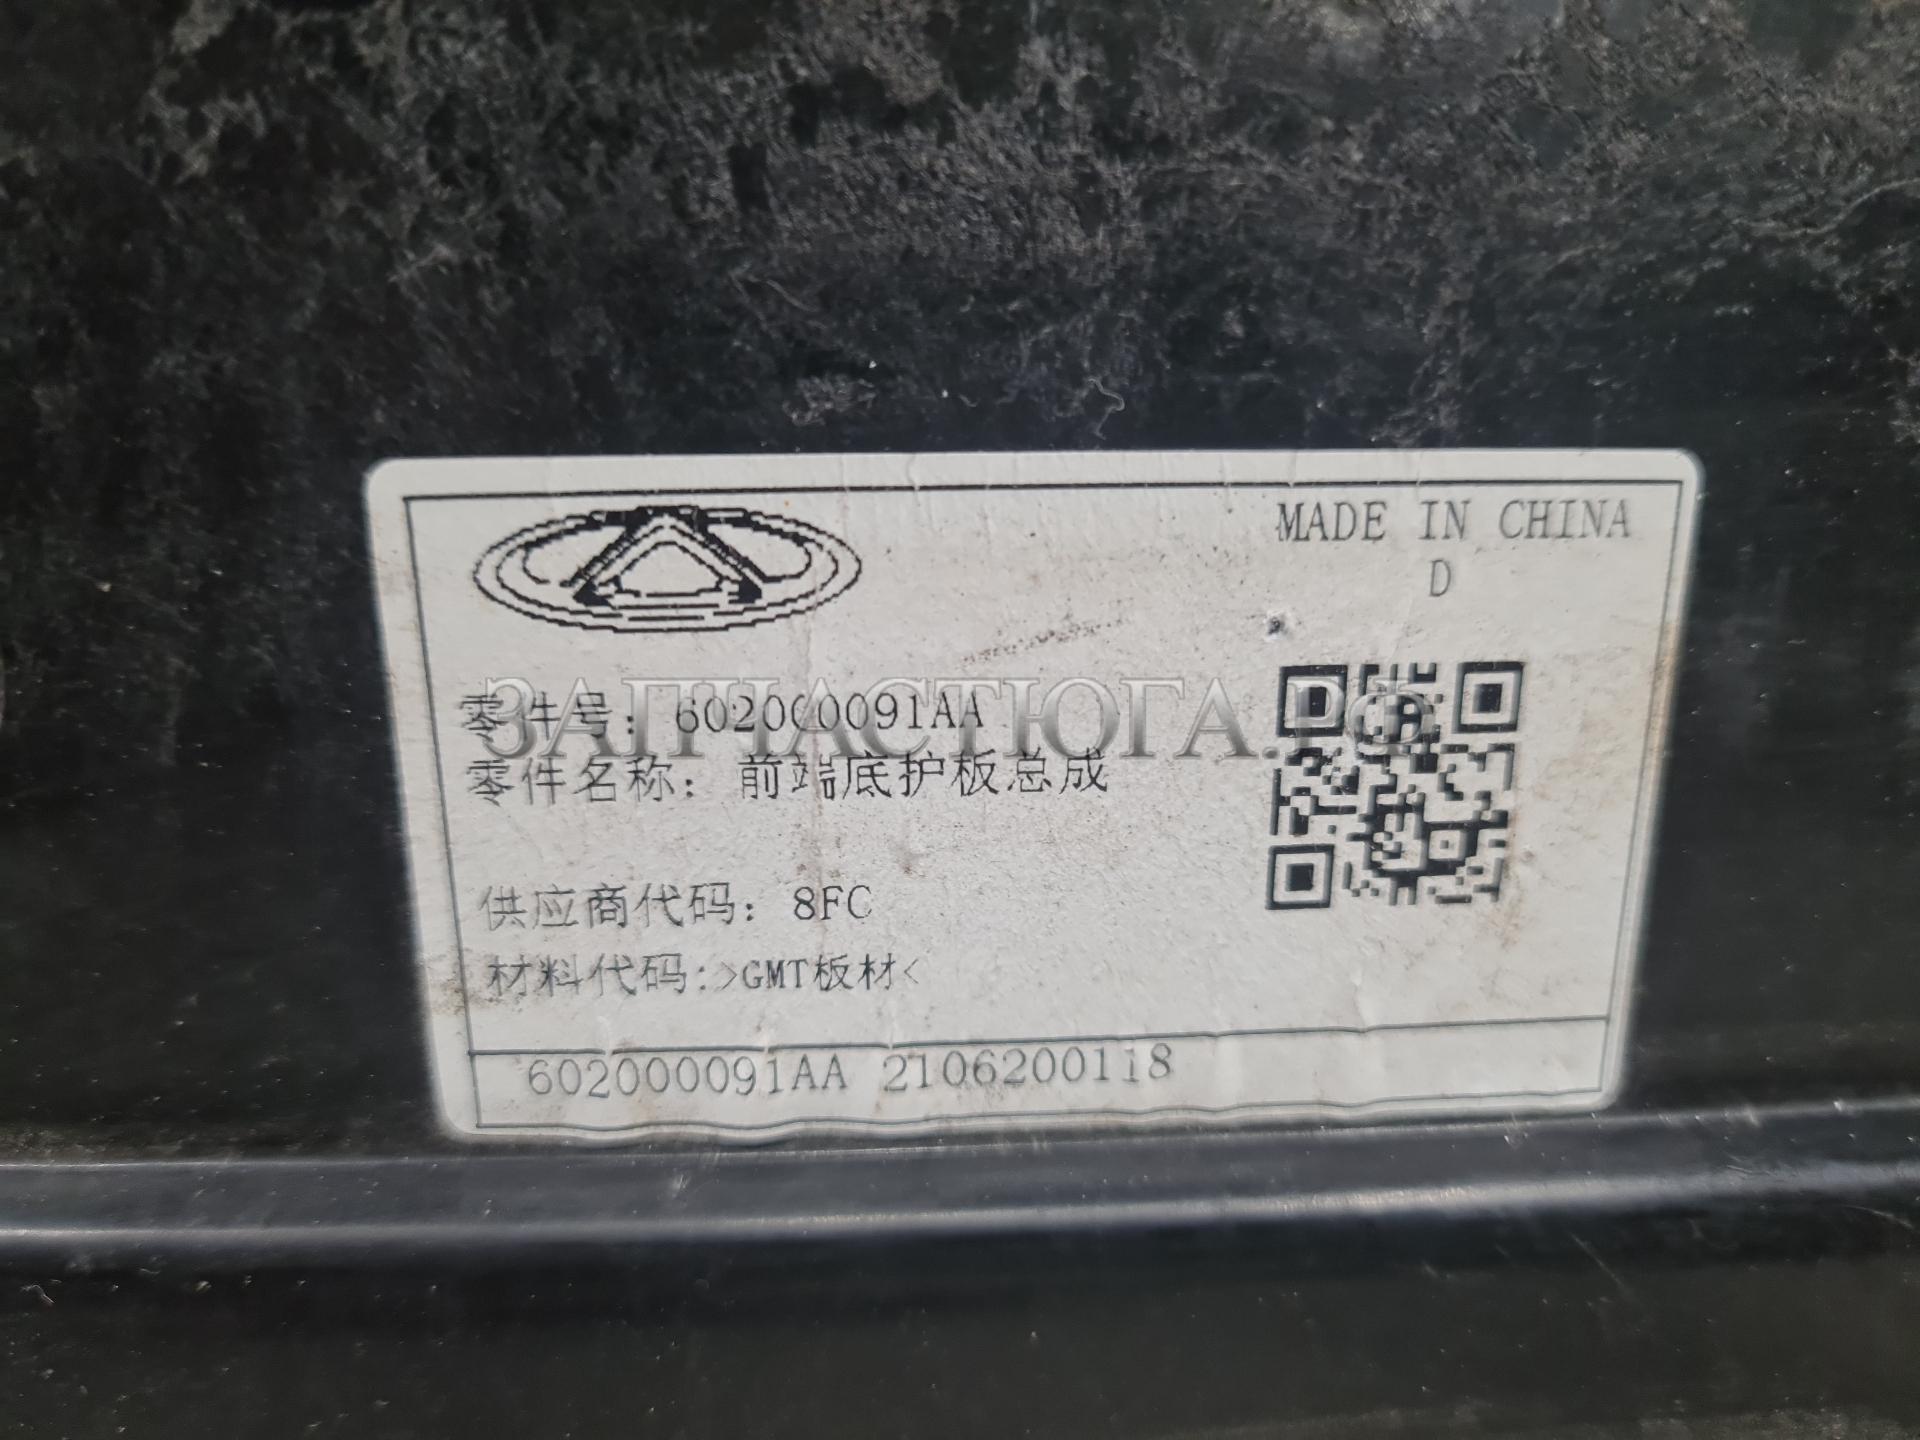 MADE IN CHINA
D
零件号: 602000091AA
ЗАПЧАСТЮГА.РФ
零件名称: 前端底护板总成
供应商代码: 8FC
材料代码:>GMT板材<
602000091AA 2106200118